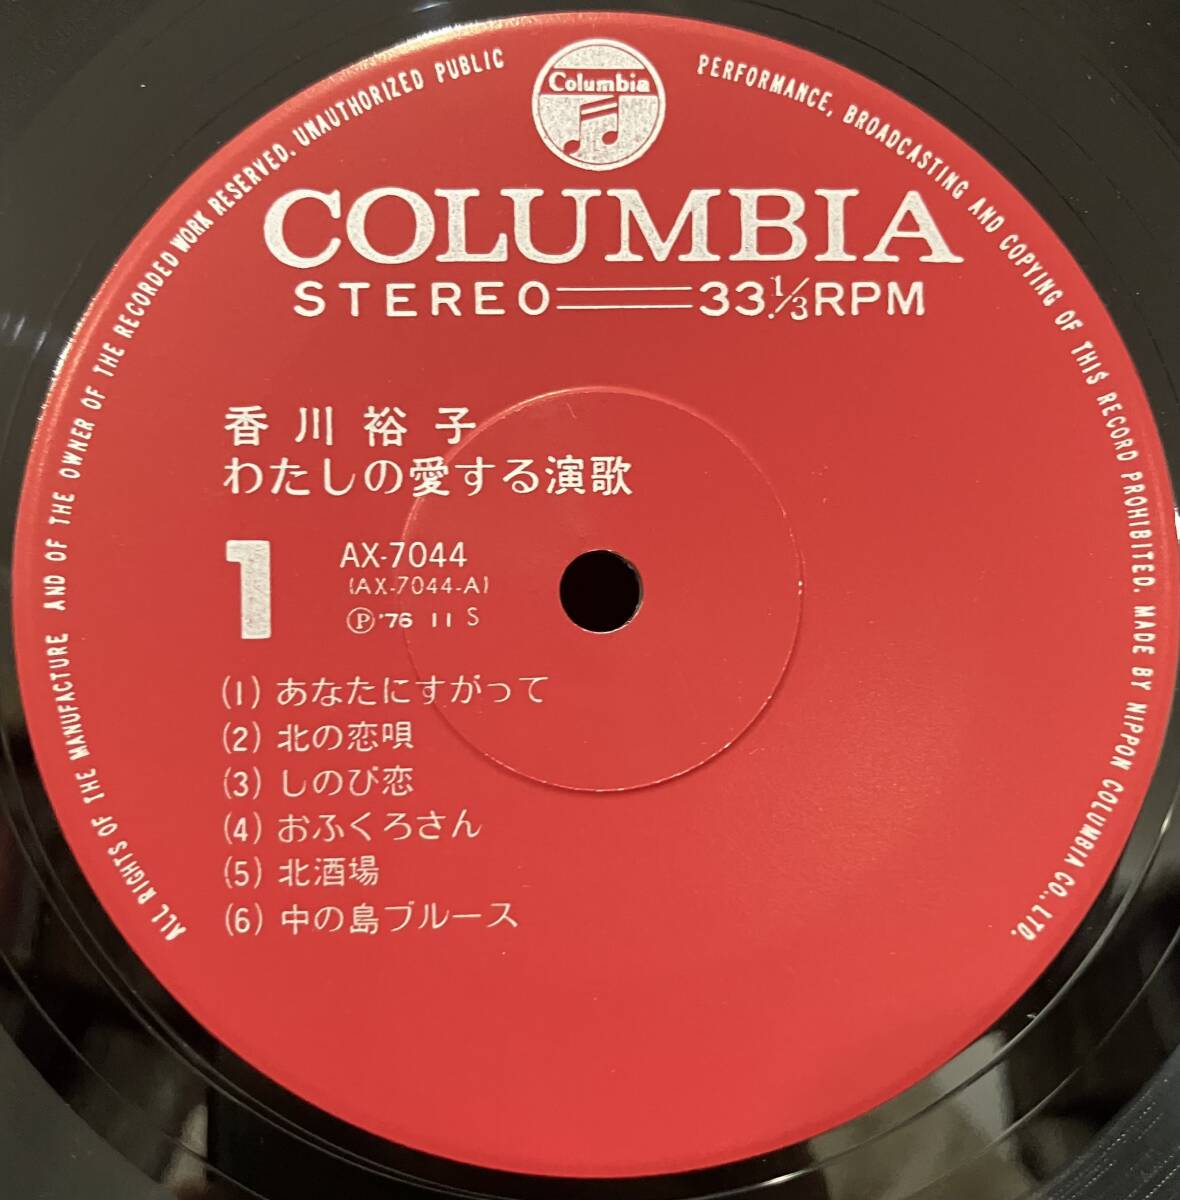 Columbia
ALL RIGHTS OF THE MANUFACTURE AND OF THE OWNER OF THE RECORDED WORK RESERVED. UNAUTHORIZED PUBLIC PERFORMANCE, BROADCASTING AND COPYING OF THIS RECORD PROHIBITED. MADE BY NIPPON COLUMBIA CO., LTD.
COLUMBIA
STEREO 33 1/3 RPM
香川裕子
わたしの愛する演歌
1
AX-7044
(AX-7044-A)
Ⓟ '76 11 S
(1) あなたにすがって
(2) 北の恋唄
(3) しのび恋
(4) おふくろさん
(5) 北酒場
(6) 中の島ブルース